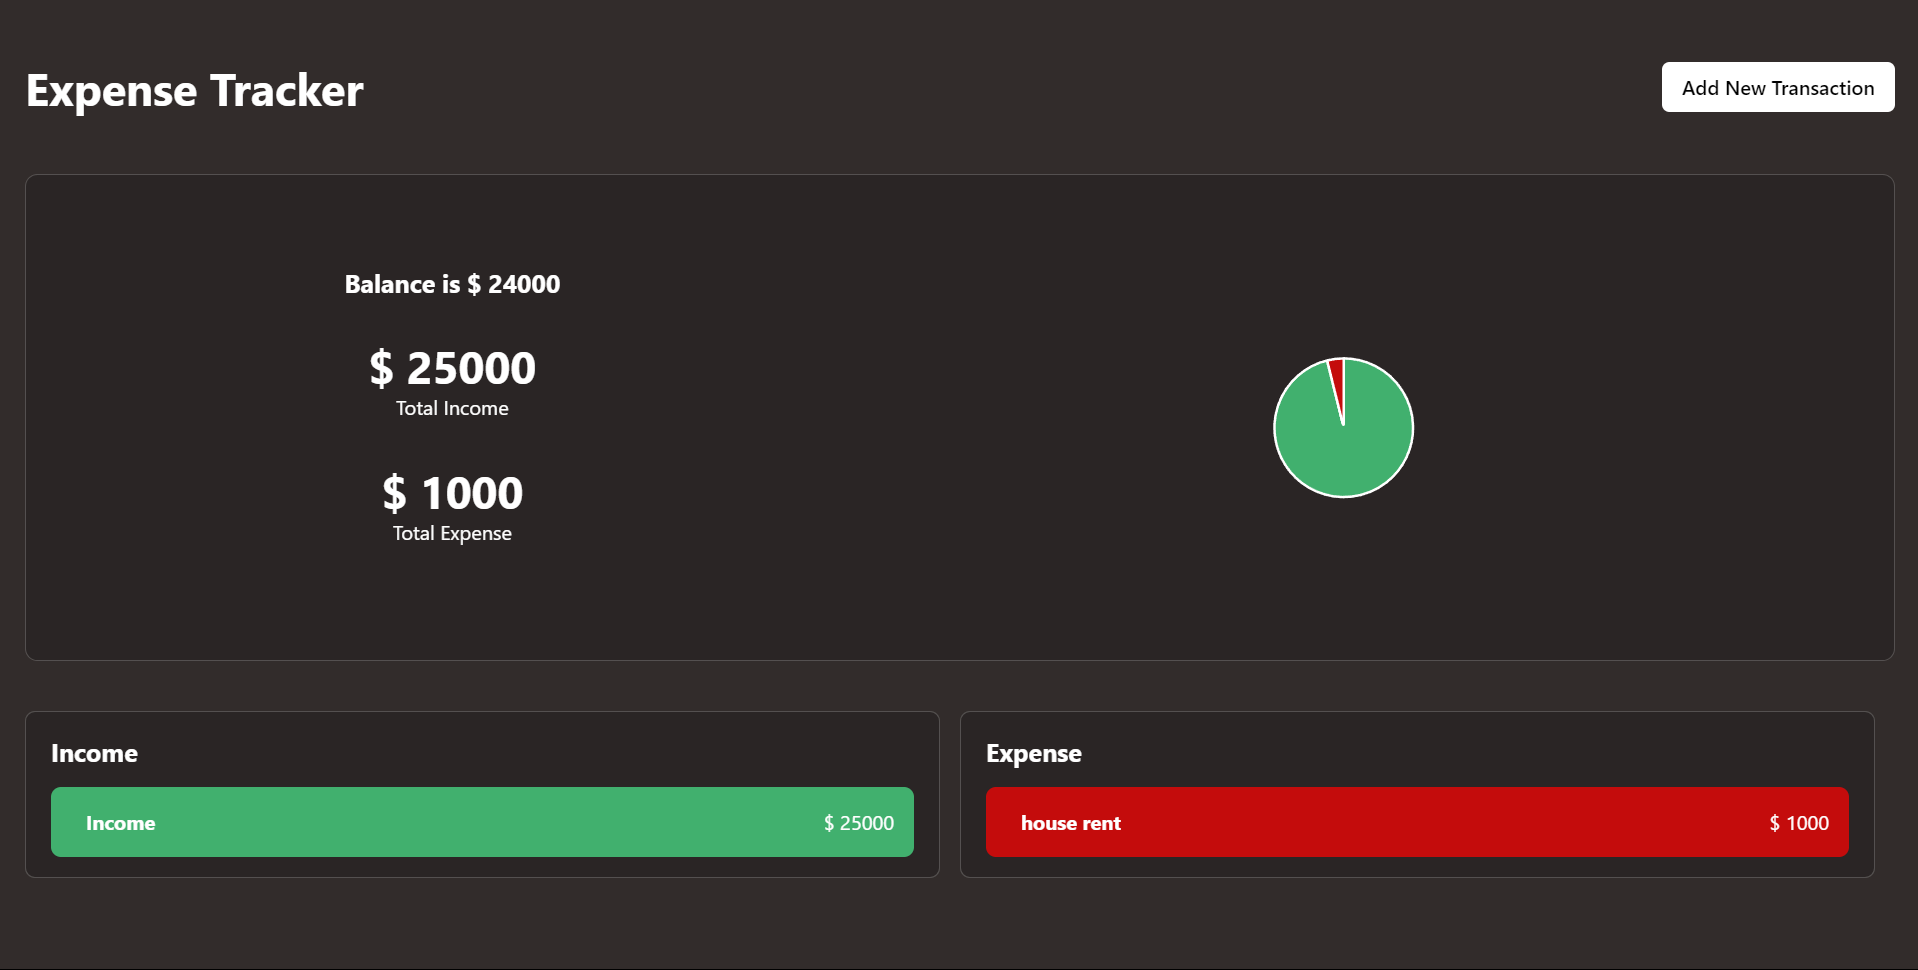 Expense Tracker
Add New Transaction
Balance is $ 24000
$ 25000
Total Income
$ 1000
Total Expense
Income
Income $ 25000
Expense
house rent $ 1000